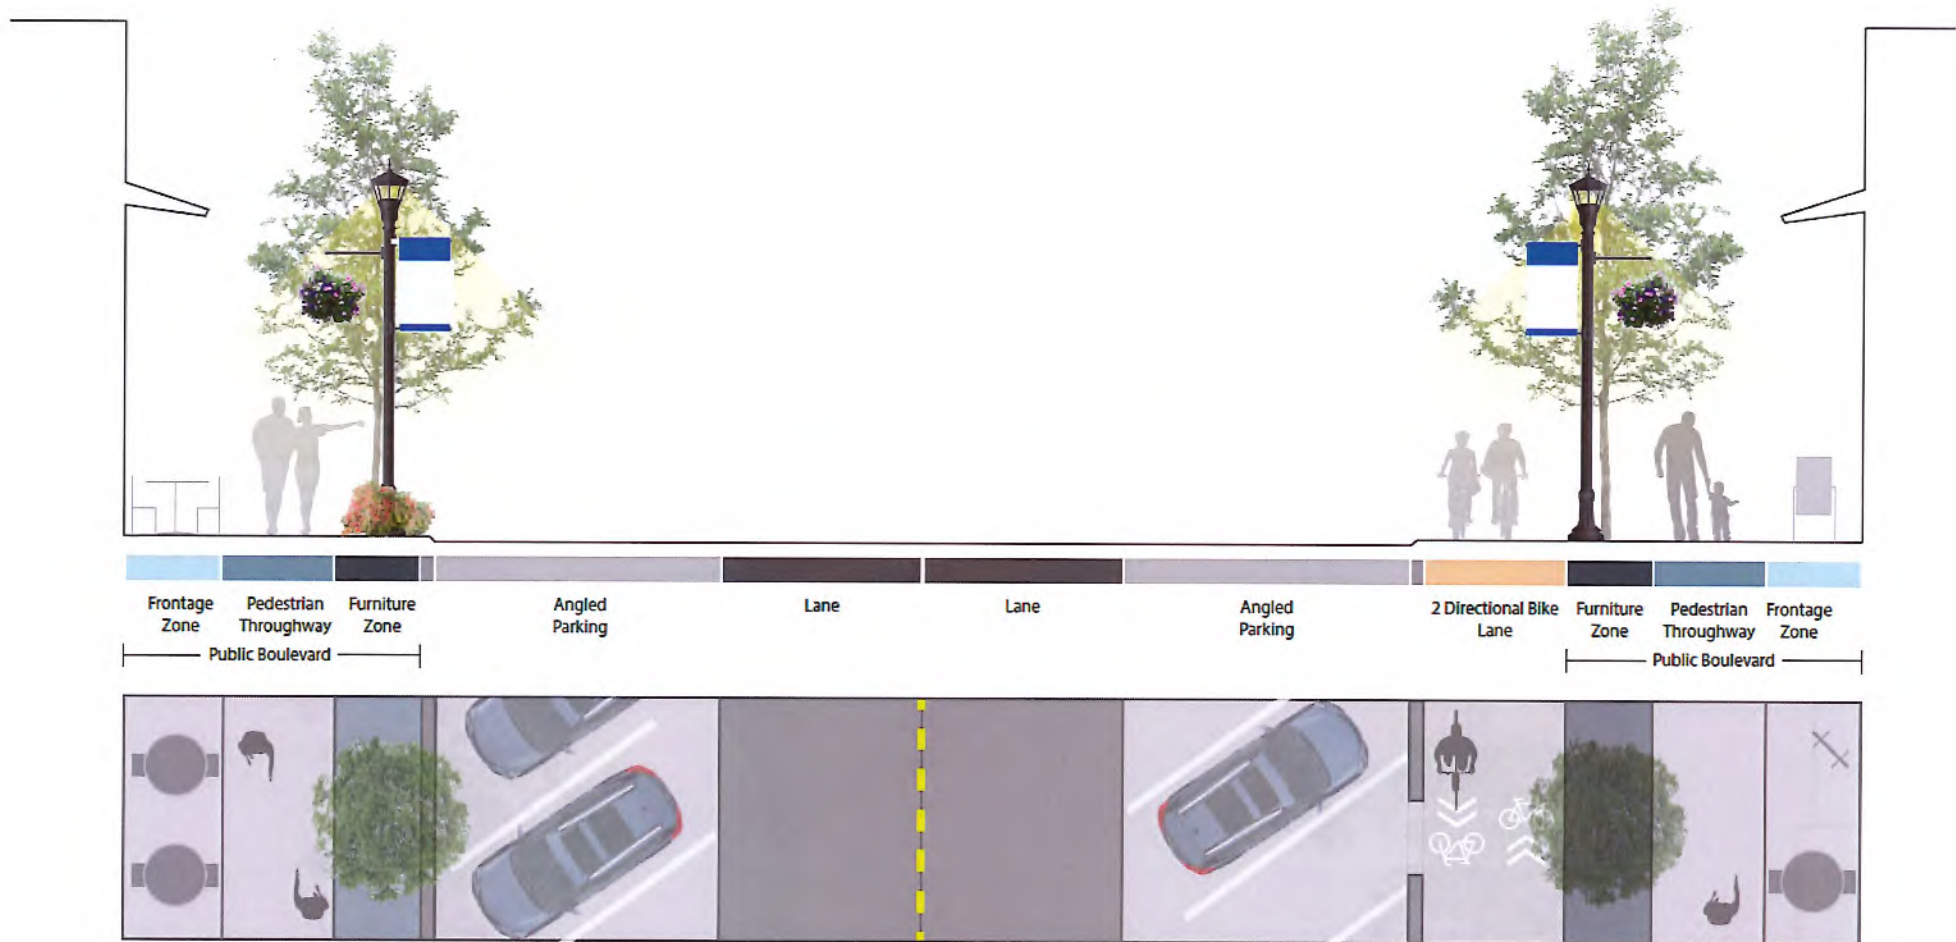 Frontage
Zone
Pedestrian
Throughway
Furniture
Zone
Angled
Parking
Lane
Lane
Angled
Parking
2 Directional Bike
Lane
Furniture
Zone
Pedestrian
Throughway
Frontage
Zone
Public Boulevard
Public Boulevard